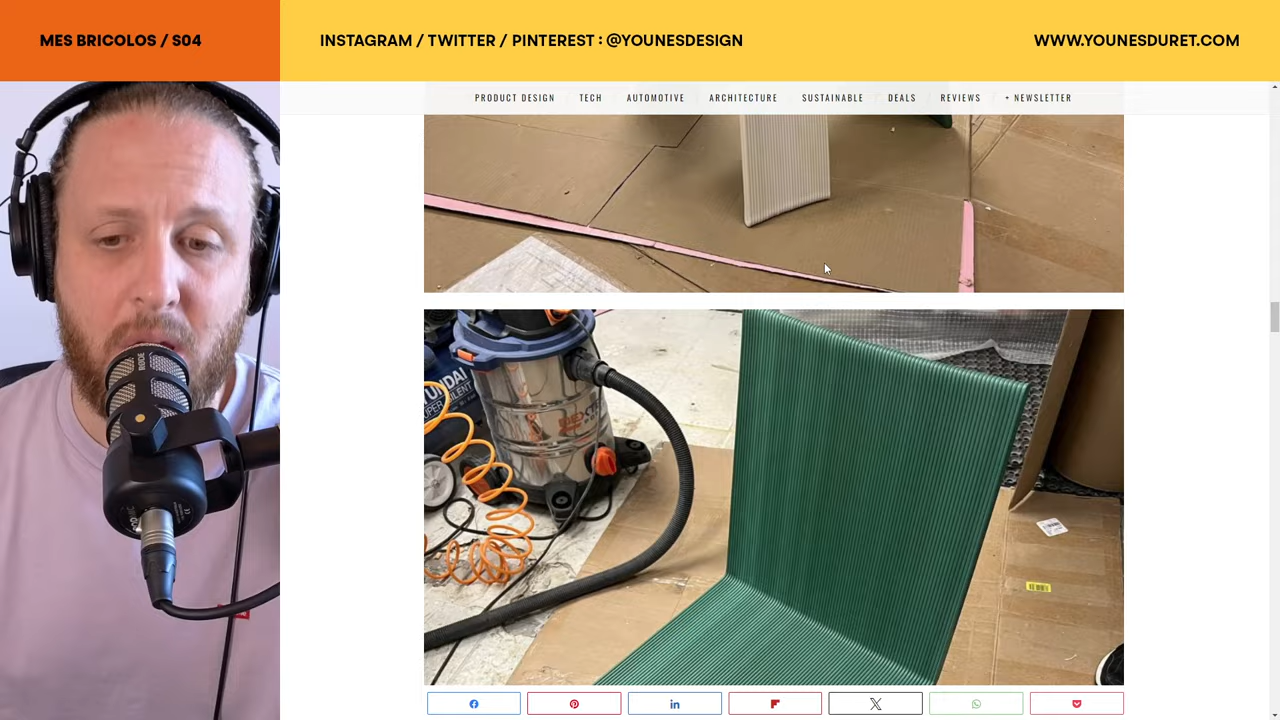 MES BRICOLOS / S04
INSTAGRAM / TWITTER / PINTEREST : @YOUNESDESIGN
WWW.YOUNESDURET.COM
PRODUCT DESIGN
TECH
AUTOMOTIVE
ARCHITECTURE
SUSTAINABLE
DEALS
REVIEWS
+ NEWSLETTER
RØDE